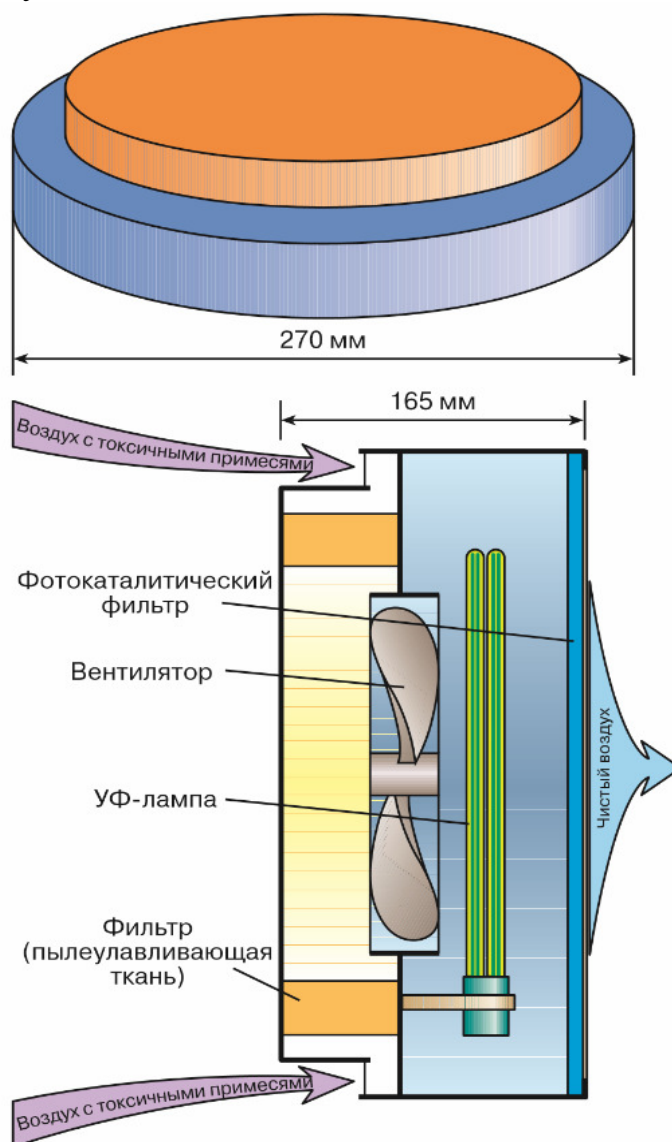 270 мм
165 мм
Воздух с токсичными примесями
Фотокаталитический
фильтр
Вентилятор
УФ-лампа
Чистый воздух
Фильтр
(пылеулавливающая
ткань)
Воздух с токсичными примесями